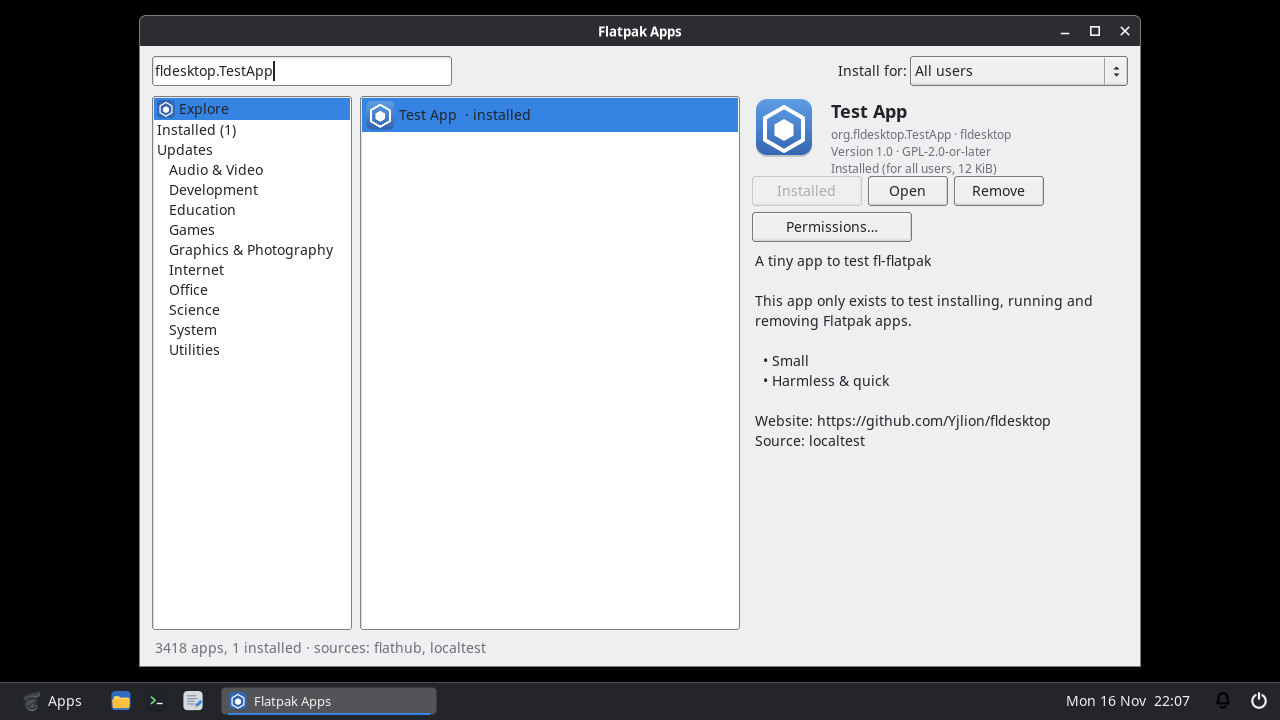 Flatpak Apps
fldesktop.TestApp
Install for: All users
Explore
Installed (1)
Updates
Audio & Video
Development
Education
Games
Graphics & Photography
Internet
Office
Science
System
Utilities
Test App · installed
Test App
org.fldesktop.TestApp · fldesktop
Version 1.0 · GPL-2.0-or-later
Installed (for all users, 12 KiB)
Installed Open Remove
Permissions...
A tiny app to test fl-flatpak
This app only exists to test installing, running and
removing Flatpak apps.
• Small
• Harmless & quick
Website: https://github.com/Yjlion/fldesktop
Source: localtest
3418 apps, 1 installed · sources: flathub, localtest
Apps Flatpak Apps Mon 16 Nov 22:07